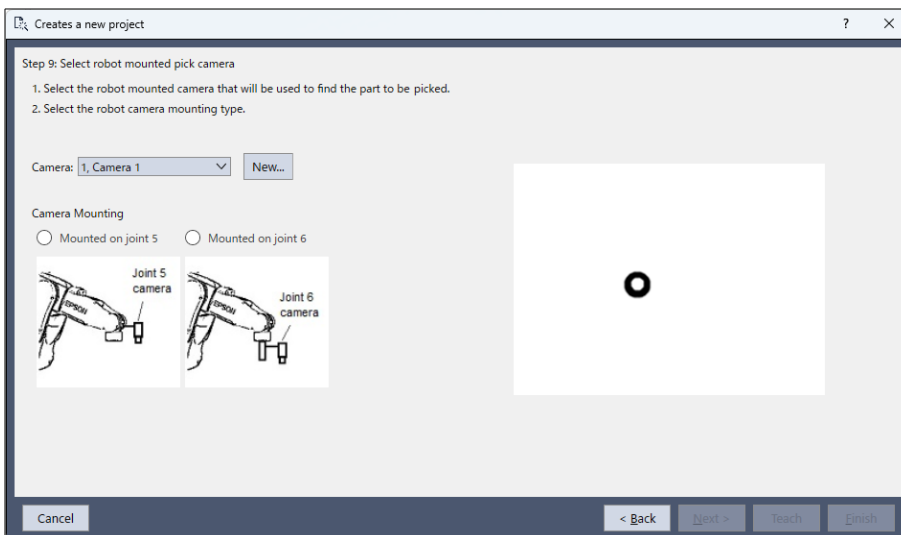 Creates a new project
?
Step 9: Select robot mounted pick camera
1. Select the robot mounted camera that will be used to find the part to be picked.
2. Select the robot camera mounting type.
Camera: 1, Camera 1 New...
Camera Mounting
Mounted on joint 5 Mounted on joint 6
Joint 5
camera
EPSON
Joint 6
camera
EPSON
Cancel < Back Next > Teach Finish